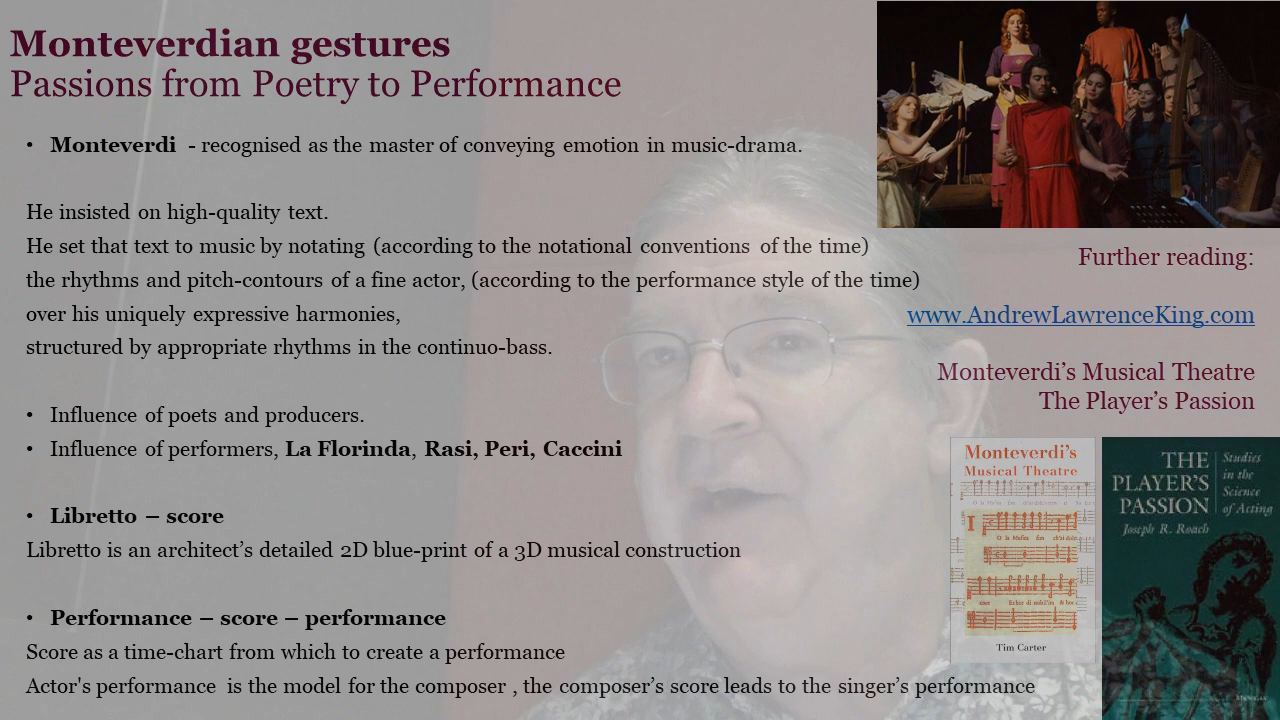 Monteverdian gestures
Passions from Poetry to Performance
• Monteverdi - recognised as the master of conveying emotion in music-drama.
He insisted on high-quality text.
He set that text to music by notating (according to the notational conventions of the time)
the rhythms and pitch-contours of a fine actor, (according to the performance style of the time)
over his uniquely expressive harmonies,
structured by appropriate rhythms in the continuo-bass.
• Influence of poets and producers.
• Influence of performers, La Florinda, Rasi, Peri, Caccini
• Libretto – score
Libretto is an architect’s detailed 2D blue-print of a 3D musical construction
• Performance – score – performance
Score as a time-chart from which to create a performance
Actor's performance is the model for the composer , the composer’s score leads to the singer’s performance
Further reading:
www.AndrewLawrenceKing.com
Monteverdi’s Musical Theatre
The Player’s Passion
Monteverdi's
Musical Theatre
Tim Carter
THE
PLAYER'S
PASSION
Studies
in the
Science
of Acting
Joseph R. Roach